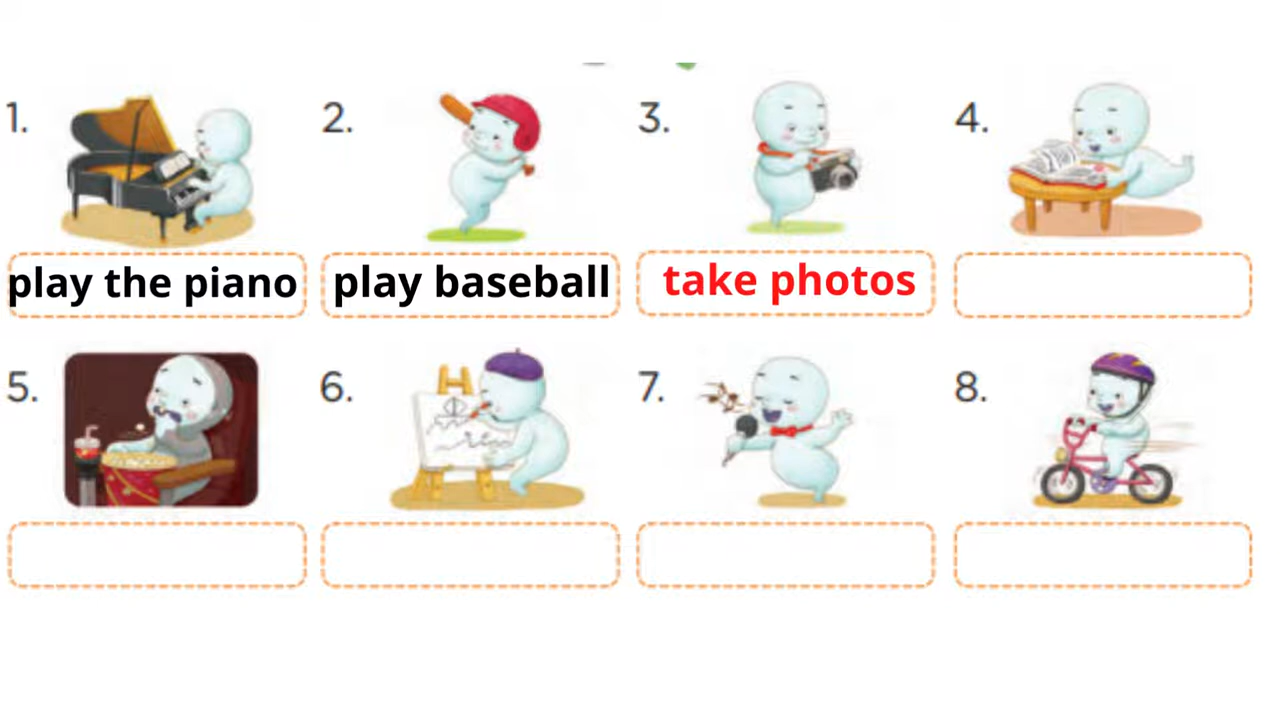 1.
2.
3.
4.
play the piano
play baseball
take photos
5.
6.
7.
8.